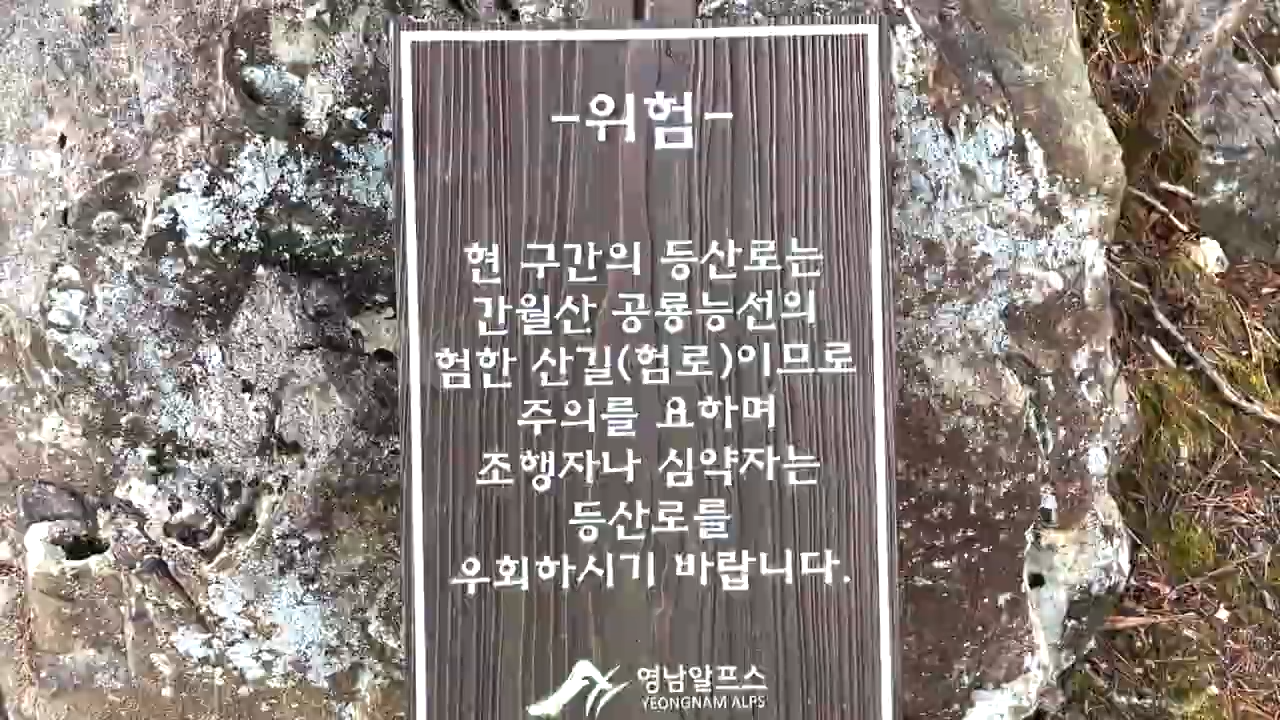 -위험-
현 구간의 등산로는
간월산 공룡능선의
험한 산길(험로)이므로
주의를 요하며
조행자나 심약자는
등산로를
우회하시기 바랍니다.
영남알프스
YEONGNAM ALPS